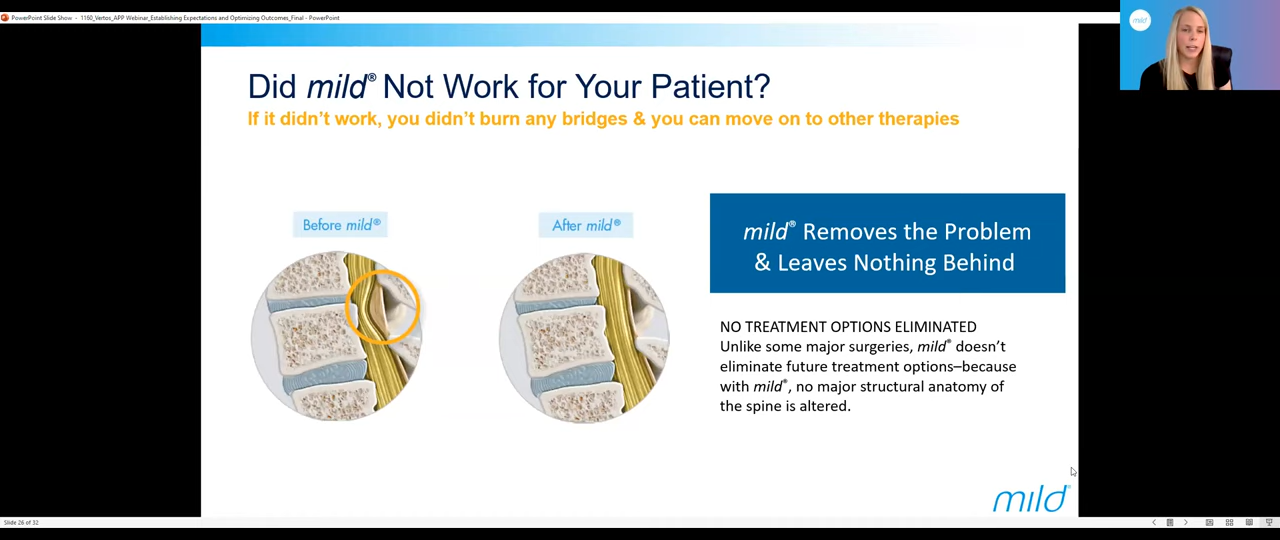 PowerPoint Slide Show - 1160_Vertos_APP Webinar_Establishing Expectations and Optimizing Outcomes_Final - PowerPoint
mild
Did mild® Not Work for Your Patient?
If it didn't work, you didn't burn any bridges & you can move on to other therapies
Before mild®
After mild®
mild® Removes the Problem
& Leaves Nothing Behind
NO TREATMENT OPTIONS ELIMINATED
Unlike some major surgeries, mild® doesn't
eliminate future treatment options–because
with mild®, no major structural anatomy of
the spine is altered.
mild®
Slide 26 of 32